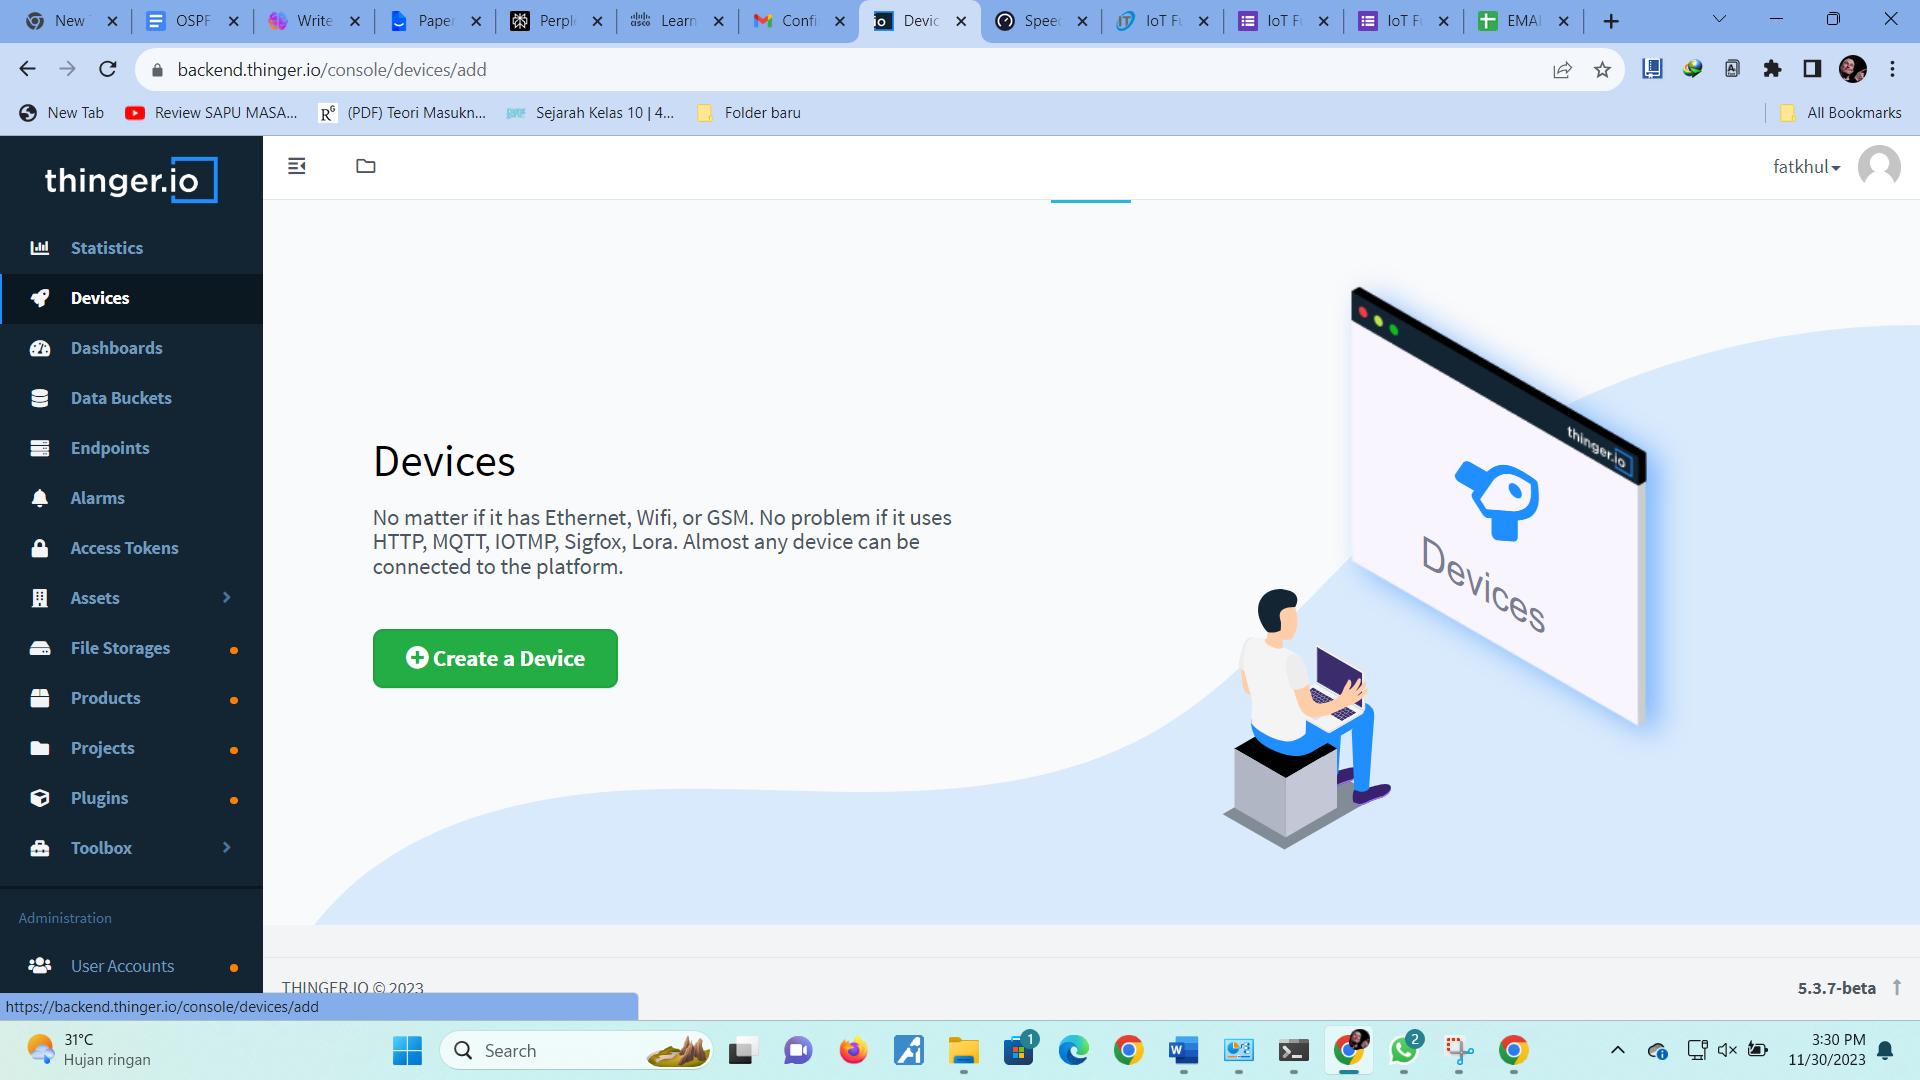 New
OSPF
Write
Paper
Perple
cisco
Learn
Confi
io
Devic
Speed
IoT Fu
IoT Fu
IoT Fu
EMAI
backend.thinger.io/console/devices/add
New Tab
Review SAPU MASA...
RG
(PDF) Teori Masukn...
Sejarah Kelas 10 | 4...
Folder baru
All Bookmarks
thinger.io
fatkhul
Statistics
Devices
Dashboards
Data Buckets
Endpoints
Alarms
Access Tokens
Assets
File Storages
Products
Projects
Plugins
Toolbox
Administration
User Accounts
Devices
No matter if it has Ethernet, Wifi, or GSM. No problem if it uses
HTTP, MQTT, IOTMP, Sigfox, Lora. Almost any device can be
connected to the platform.
Create a Device
thinger.io
Devices
THINGER.IO © 2023
5.3.7-beta
https://backend.thinger.io/console/devices/add
31°C
Hujan ringan
Search
1
W
2
3:30 PM
11/30/2023